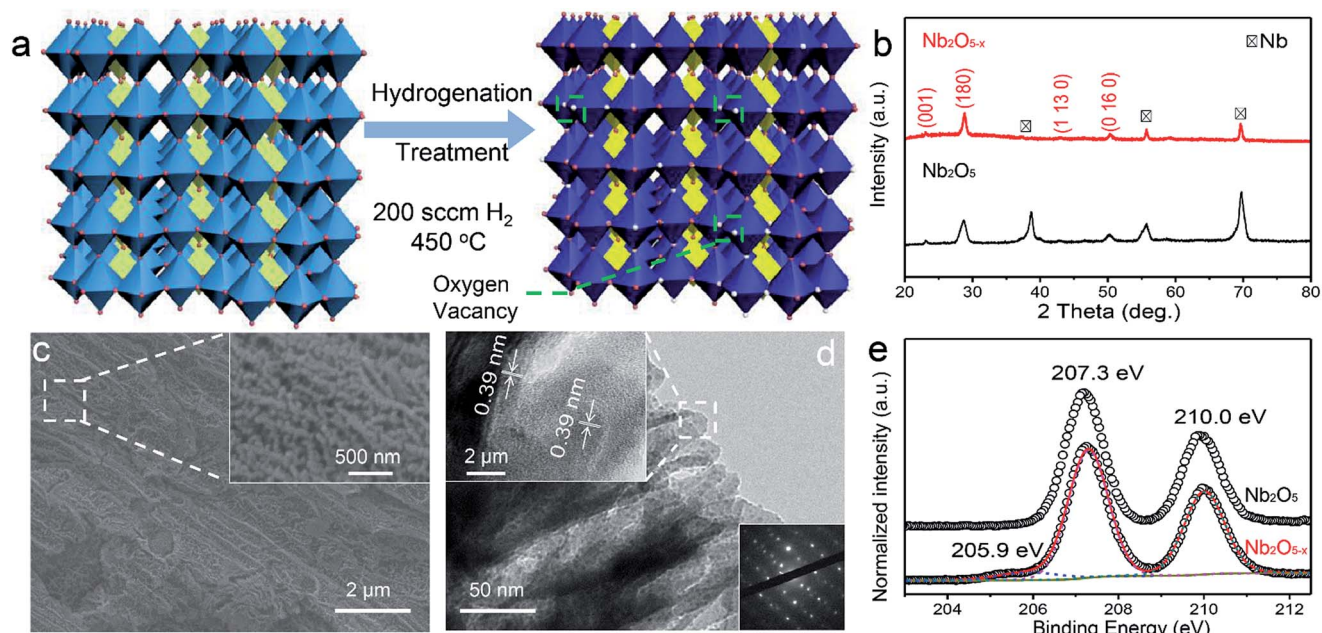 a
Hydrogenation
Treatment
200 sccm H₂
450 °C
Oxygen
Vacancy
b
Nb₂O₅₋ₓ
Nb
(001)
(180)
(1 13 0)
(0 16 0)
Nb₂O₅
Intensity (a.u.)
20 30 40 50 60 70 80
2 Theta (deg.)
c
500 nm
2 µm
d
0.39 nm
0.39 nm
2 µm
50 nm
e
207.3 eV
210.0 eV
Nb₂O₅
205.9 eV
Nb₂O₅₋ₓ
Normalized intensity (a.u.)
204 206 208 210 212
Binding Energy (eV)